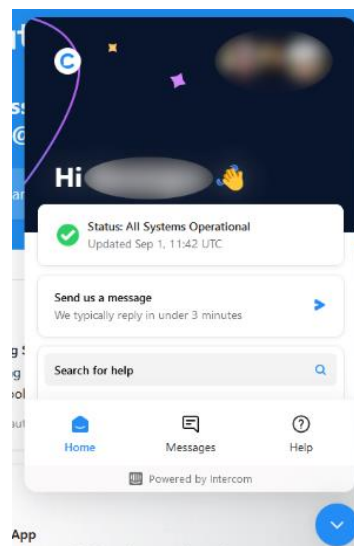 C
Hi 👋
Status: All Systems Operational
Updated Sep 1, 11:42 UTC
Send us a message
We typically reply in under 3 minutes
Search for help
Home
Messages
Help
Powered by Intercom
App